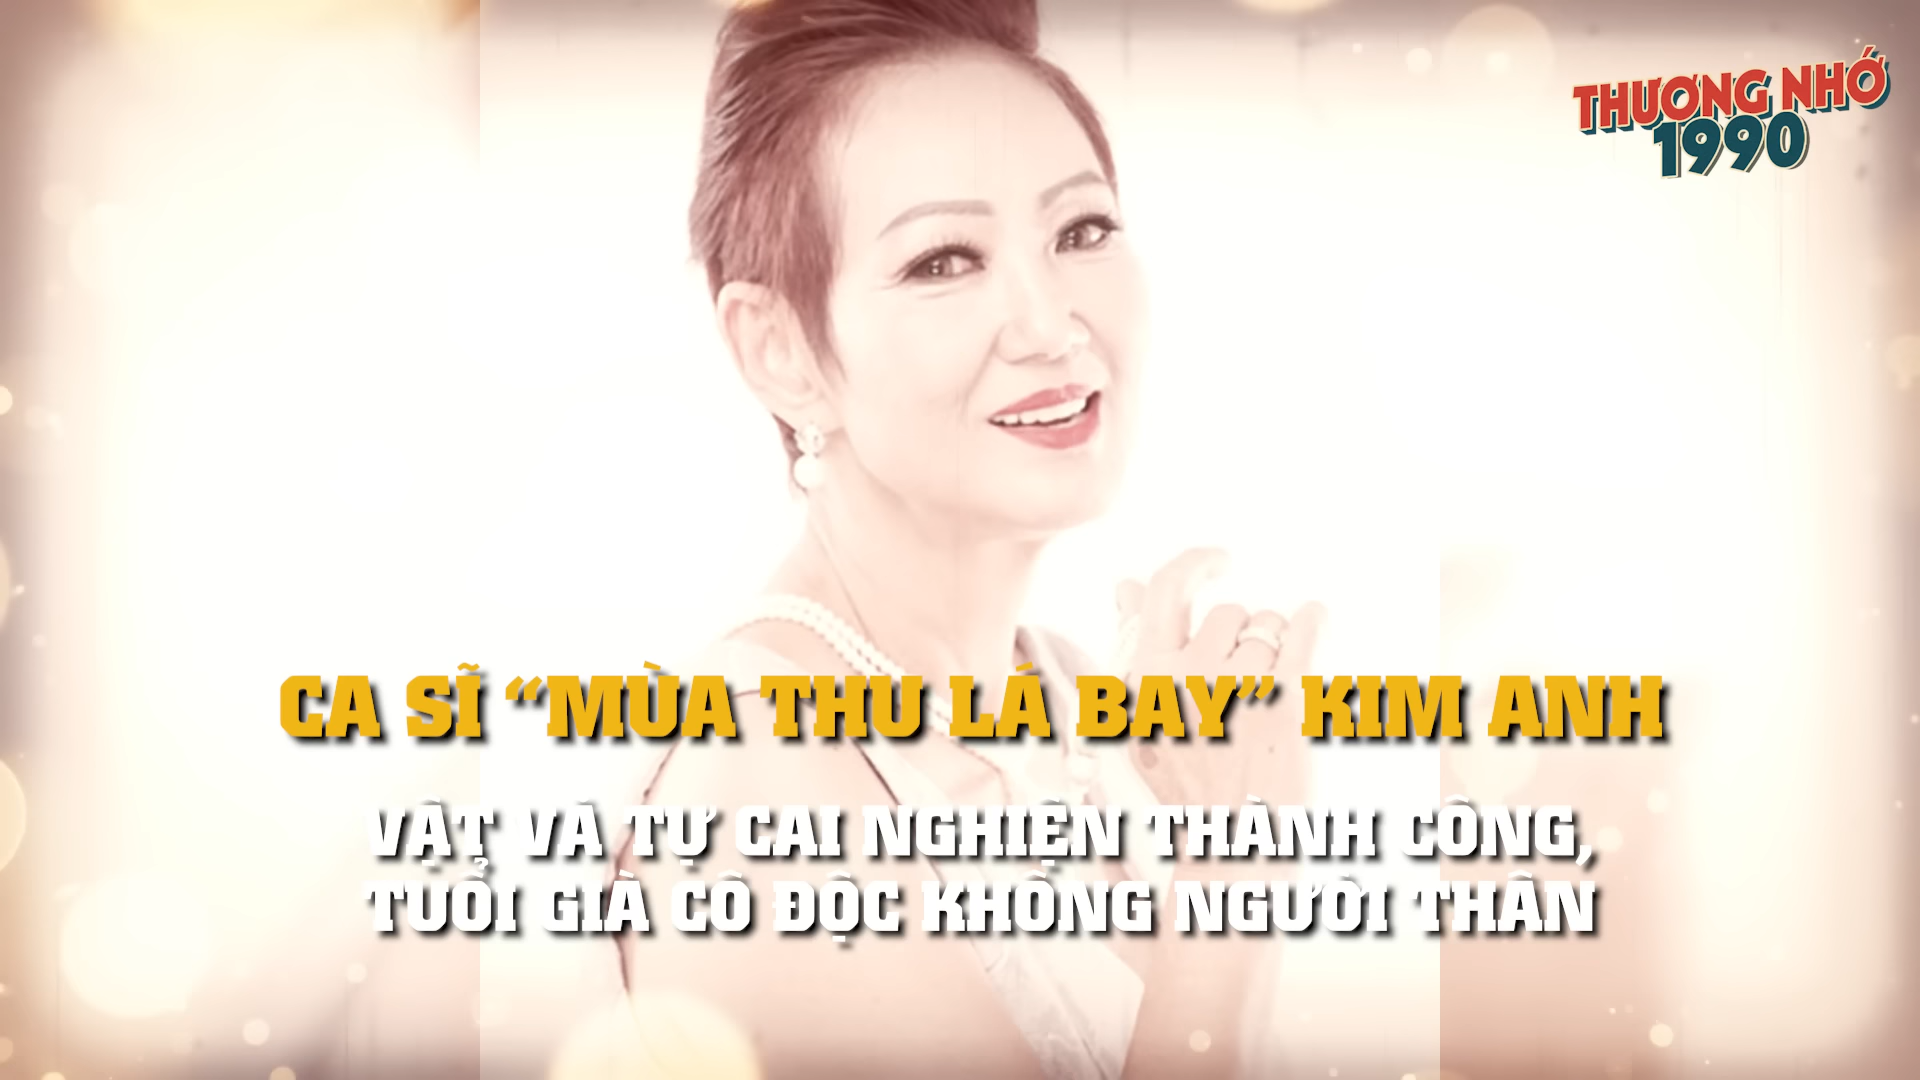 THƯƠNG NHỚ
1990
CA SĨ “MÙA THU LÁ BAY” KIM ANH
VẬT VÃ TỰ CAI NGHIỆN THÀNH CÔNG,
TUỔI GIÀ CÔ ĐỘC KHÔNG NGƯỜI THÂN